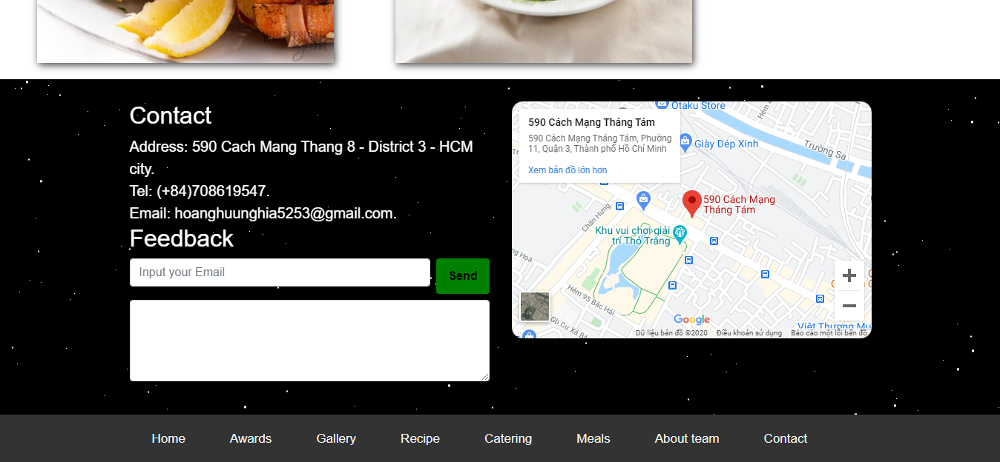 Contact
Address: 590 Cach Mang Thang 8 - District 3 - HCM
city.
Tel: (+84)708619547.
Email: hoanghuunghia5253@gmail.com.
Feedback
Input your Email
Send
Otaku Store
590 Cách Mạng Tháng Tám
590 Cách Mạng Tháng Tám, Phường
11, Quận 3, Thành phố Hồ Chí Minh
Xem bản đồ lớn hơn
Giày Dép Xinh
Trường Sa
590 Cách Mạng
Tháng Tám
Chấn Hưng
Khu vui chơi giải
trí Thỏ Trắng
Hẻm 95 Bắc Hải
Gb Cư Xá Bắ
Google
Việt Thương Mu
Dữ liệu bản đồ ©2020
Điều khoản sử dụng
Báo cáo một lỗi bản đồ
Home Awards Gallery Recipe Catering Meals About team Contact